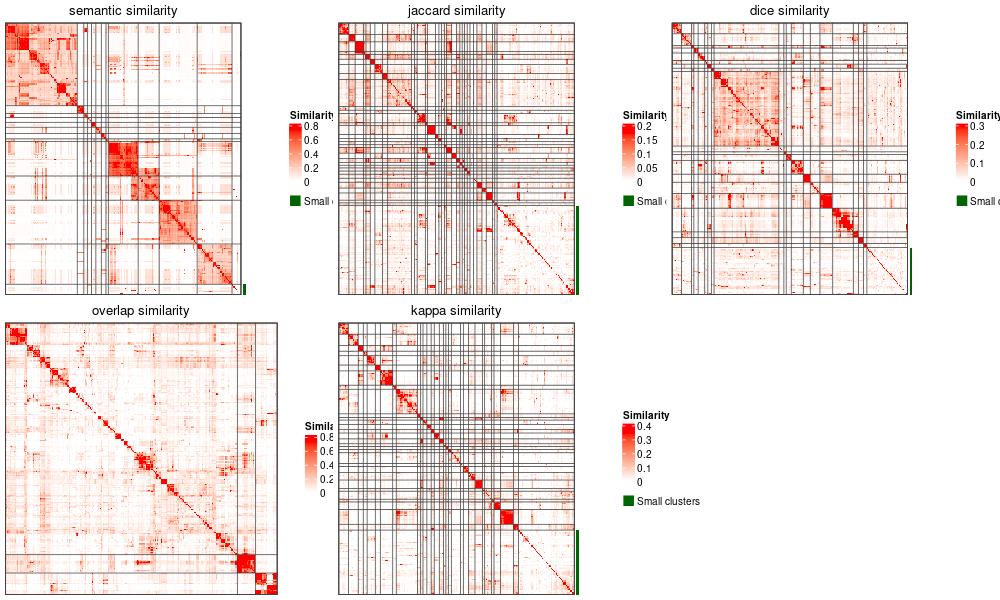 semantic similarity
jaccard similarity
dice similarity
Similarity
0.8
0.6
0.4
0.2
0
Small
Similarity
0.2
0.15
0.1
0.05
0
Small
Similarity
0.3
0.2
0.1
0
Small
overlap similarity
kappa similarity
Simila
0.8
0.6
0.4
0.2
0
Similarity
0.4
0.3
0.2
0.1
0
Small clusters